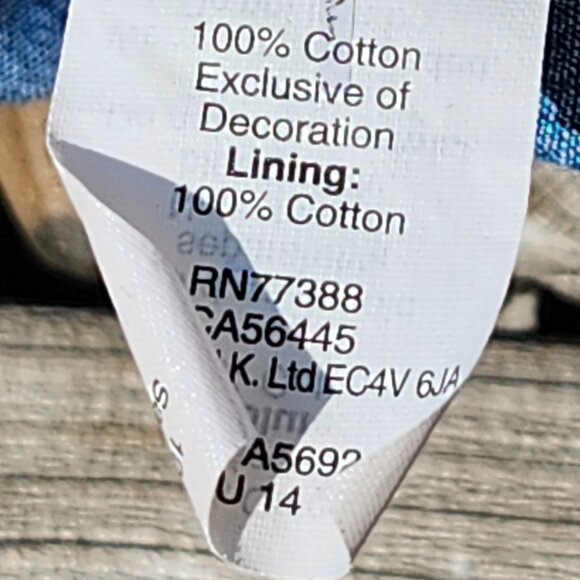 100% Cotton
Exclusive of
Decoration
Lining:
100% Cotton
RN77388
CA56445
K. Ltd EC4V 6JA
A5692
U 14